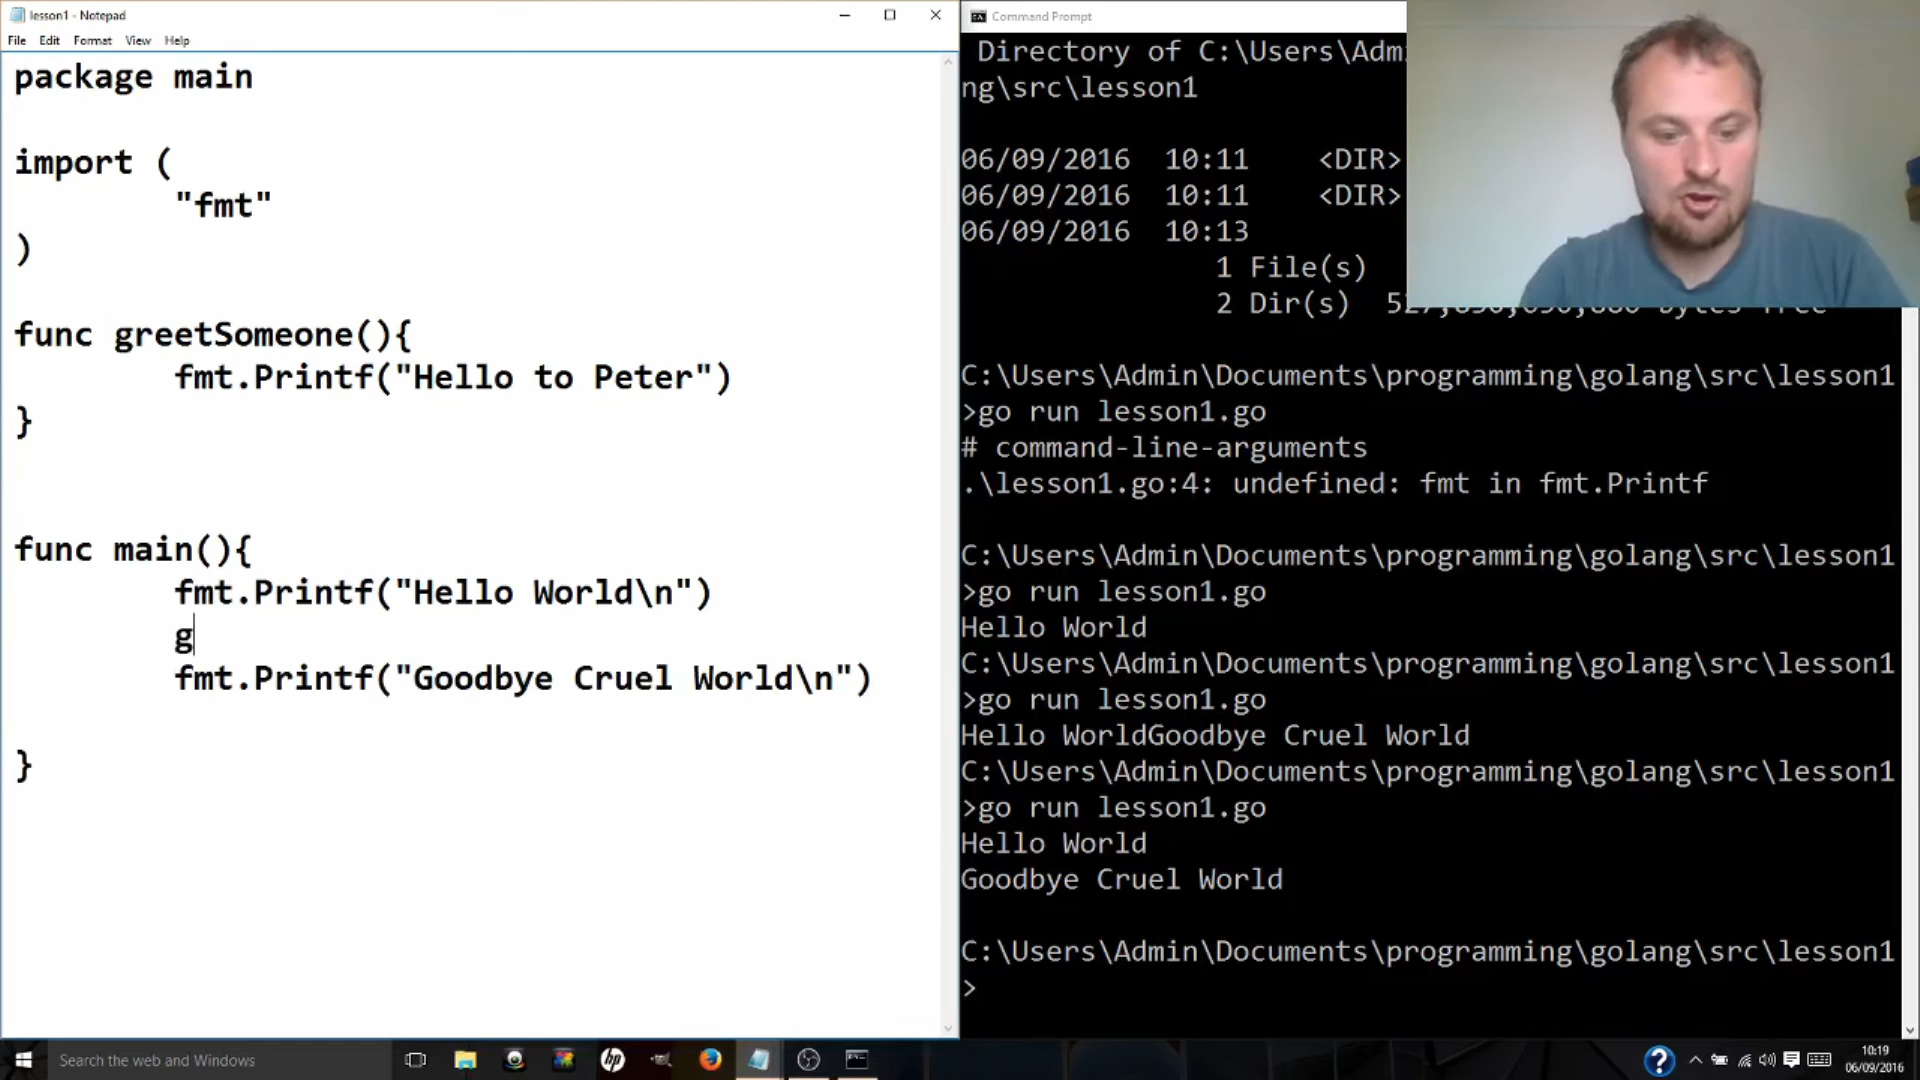 lesson1 - Notepad
File Edit Format View Help
package main
import (
"fmt"
)
func greetSomeone(){
fmt.Printf("Hello to Peter")
}
func main(){
fmt.Printf("Hello World\n")
g
fmt.Printf("Goodbye Cruel World\n")
}
Command Prompt
Directory of C:\Users\Admi
ng\src\lesson1
06/09/2016 10:11 <DIR>
06/09/2016 10:11 <DIR>
06/09/2016 10:13
1 File(s)
2 Dir(s)
C:\Users\Admin\Documents\programming\golang\src\lesson1
>go run lesson1.go
# command-line-arguments
.\lesson1.go:4: undefined: fmt in fmt.Printf
C:\Users\Admin\Documents\programming\golang\src\lesson1
>go run lesson1.go
Hello World
C:\Users\Admin\Documents\programming\golang\src\lesson1
>go run lesson1.go
Hello WorldGoodbye Cruel World
C:\Users\Admin\Documents\programming\golang\src\lesson1
>go run lesson1.go
Hello World
Goodbye Cruel World
C:\Users\Admin\Documents\programming\golang\src\lesson1
>
Search the web and Windows
hp
?
10:19
06/09/2016